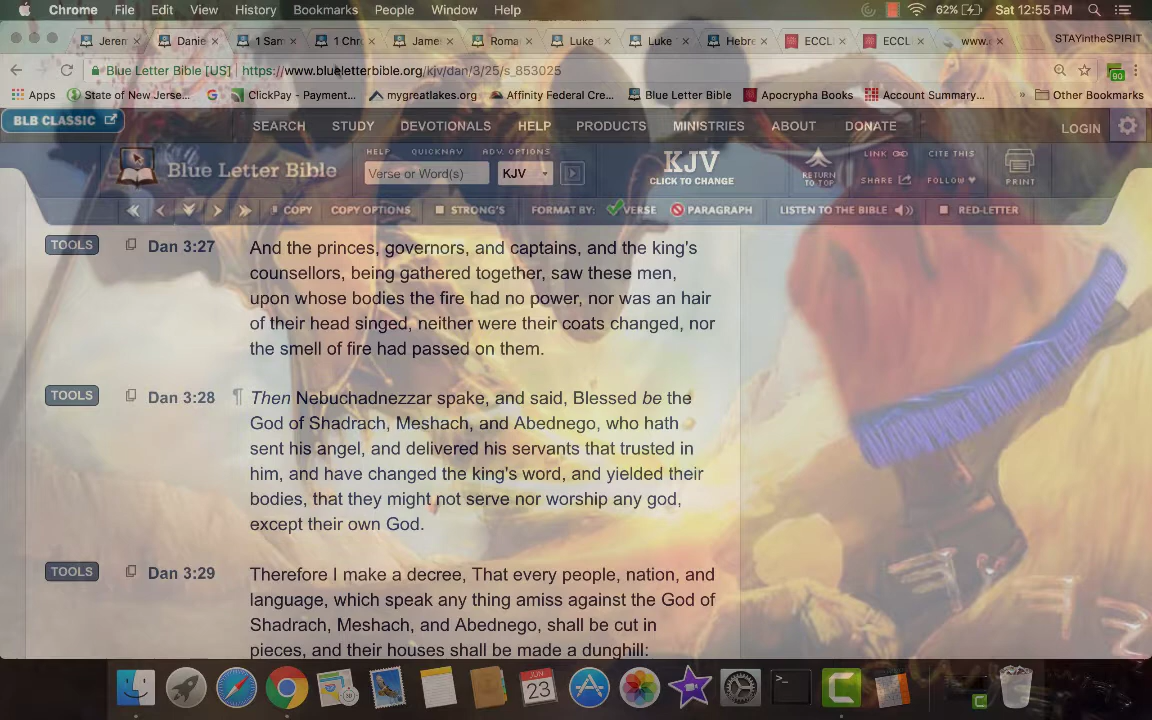 Chrome File Edit View History Bookmarks People Window Help 62% Sat 12:55 PM
Jerem Danie 1 Sam 1 Chr Jame Roma Luke Luke Hebre ECCL ECCL www.e STAYintheSPIRIT
Blue Letter Bible [US] https://www.blueletterbible.org/kjv/dan/3/25/s_853025 90
Apps State of New Jerse... ClickPay - Payment... mygreatlakes.org Affinity Federal Cre... Blue Letter Bible Apocrypha Books Account Summary... » Other Bookmarks
BLB CLASSIC SEARCH STUDY DEVOTIONALS HELP PRODUCTS MINISTRIES ABOUT DONATE LOGIN
HELP QUICKNAV ADV. OPTIONS
Blue Letter Bible Verse or Word(s) KJV
KJV
CLICK TO CHANGE
RETURN TO TOP
LINK CITE THIS
SHARE FOLLOW PRINT
COPY COPY OPTIONS STRONG'S FORMAT BY: VERSE PARAGRAPH LISTEN TO THE BIBLE RED-LETTER
TOOLS Dan 3:27 And the princes, governors, and captains, and the king's
counsellors, being gathered together, saw these men,
upon whose bodies the fire had no power, nor was an hair
of their head singed, neither were their coats changed, nor
the smell of fire had passed on them.
TOOLS Dan 3:28 ¶ Then Nebuchadnezzar spake, and said, Blessed be the
God of Shadrach, Meshach, and Abednego, who hath
sent his angel, and delivered his servants that trusted in
him, and have changed the king's word, and yielded their
bodies, that they might not serve nor worship any god,
except their own God.
TOOLS Dan 3:29 Therefore I make a decree, That every people, nation, and
language, which speak any thing amiss against the God of
Shadrach, Meshach, and Abednego, shall be cut in
pieces, and their houses shall be made a dunghill:
JUN
23